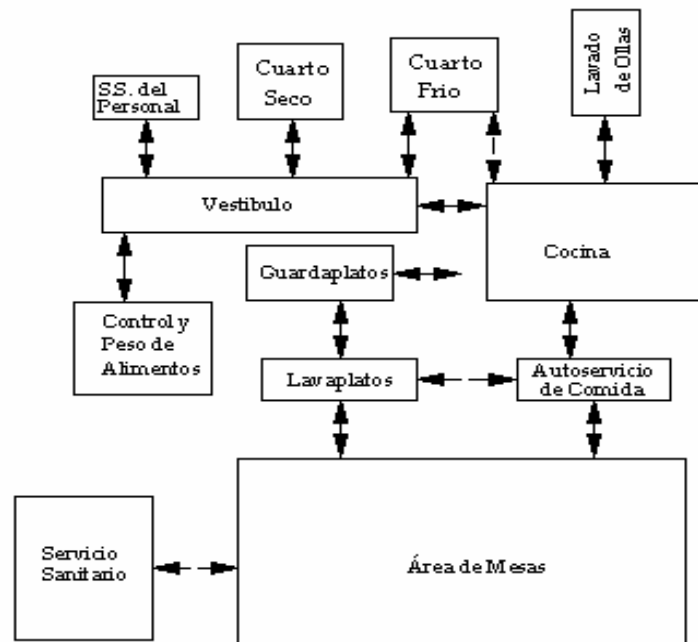 S.S. del
Personal
Cuarto
Seco
Cuarto
Frio
Lavado
de Ollas
Vestibulo
Cocina
Guardaplatos
Control y
Peso de
Alimentos
Lavaplatos
Autoservicio
de Comida
Servicio
Sanitario
Área de Mesas